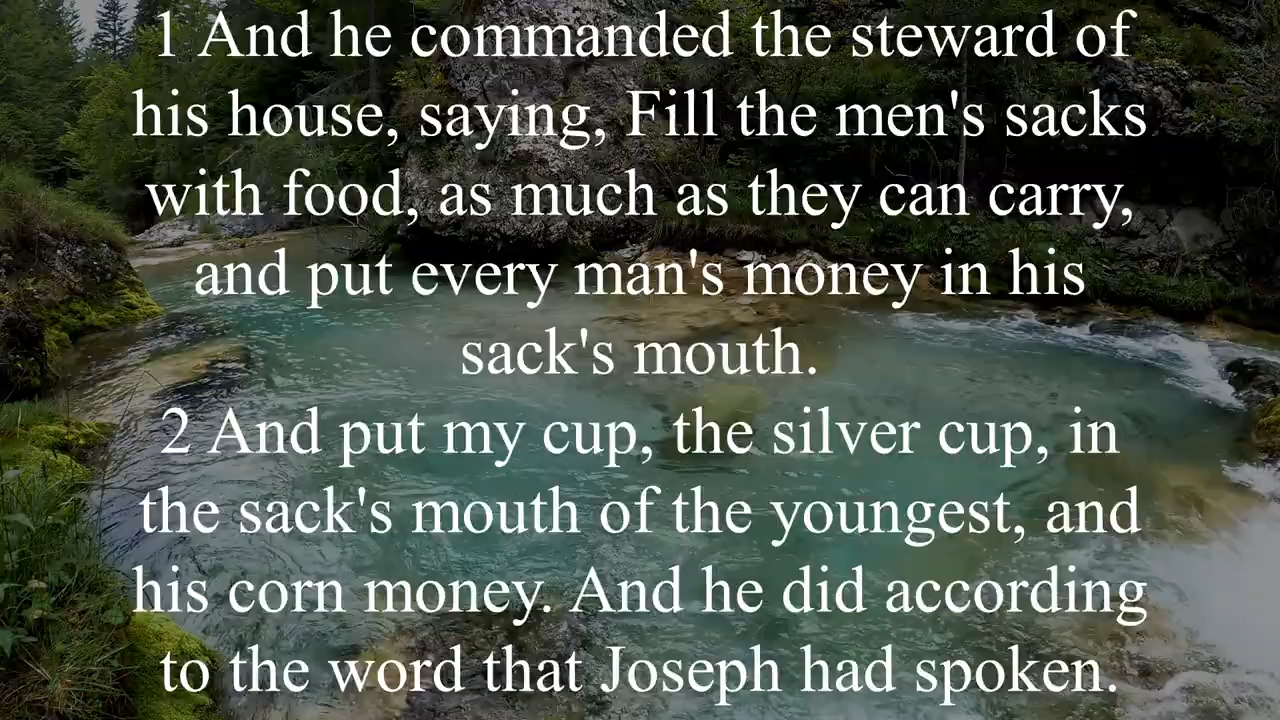 1 And he commanded the steward of
his house, saying, Fill the men's sacks
with food, as much as they can carry,
and put every man's money in his
sack's mouth.
2 And put my cup, the silver cup, in
the sack's mouth of the youngest, and
his corn money. And he did according
to the word that Joseph had spoken.